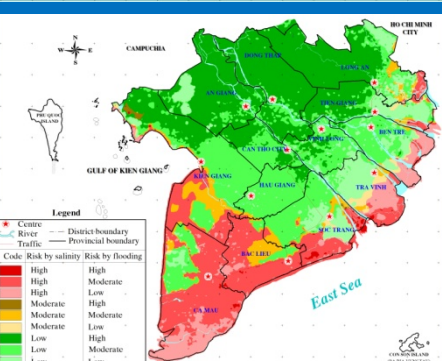 HO CHI MINH
CITY
N
W
E
S
CAMPUCHIA
DONG THAP
LONG AN
AN GIANG
TIEN GIANG
PHU QUOC
ISLAND
VINH LONG
BEN TRE
CAN THO CITY
GULF OF KIEN GIANG
KIEN GIANG
HAU GIANG
TRA VINH
SOC TRANG
BAC LIEU
CA MAU
East Sea
CON SON ISLAND
Legend
Centre
River
Traffic
District boundary
Provincial boundary
Code Risk by salinity Risk by flooding
High High
High Moderate
High Low
Moderate High
Moderate Moderate
Moderate Low
Low High
Low Moderate